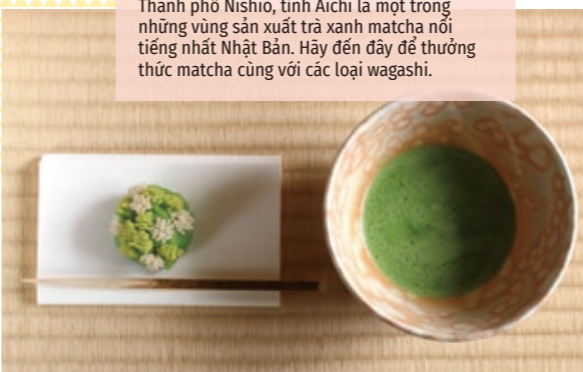 Thành phố Nishio, tỉnh Aichi là một trong
những vùng sản xuất trà xanh matcha nổi
tiếng nhất Nhật Bản. Hãy đến đây để thưởng
thức matcha cùng với các loại wagashi.